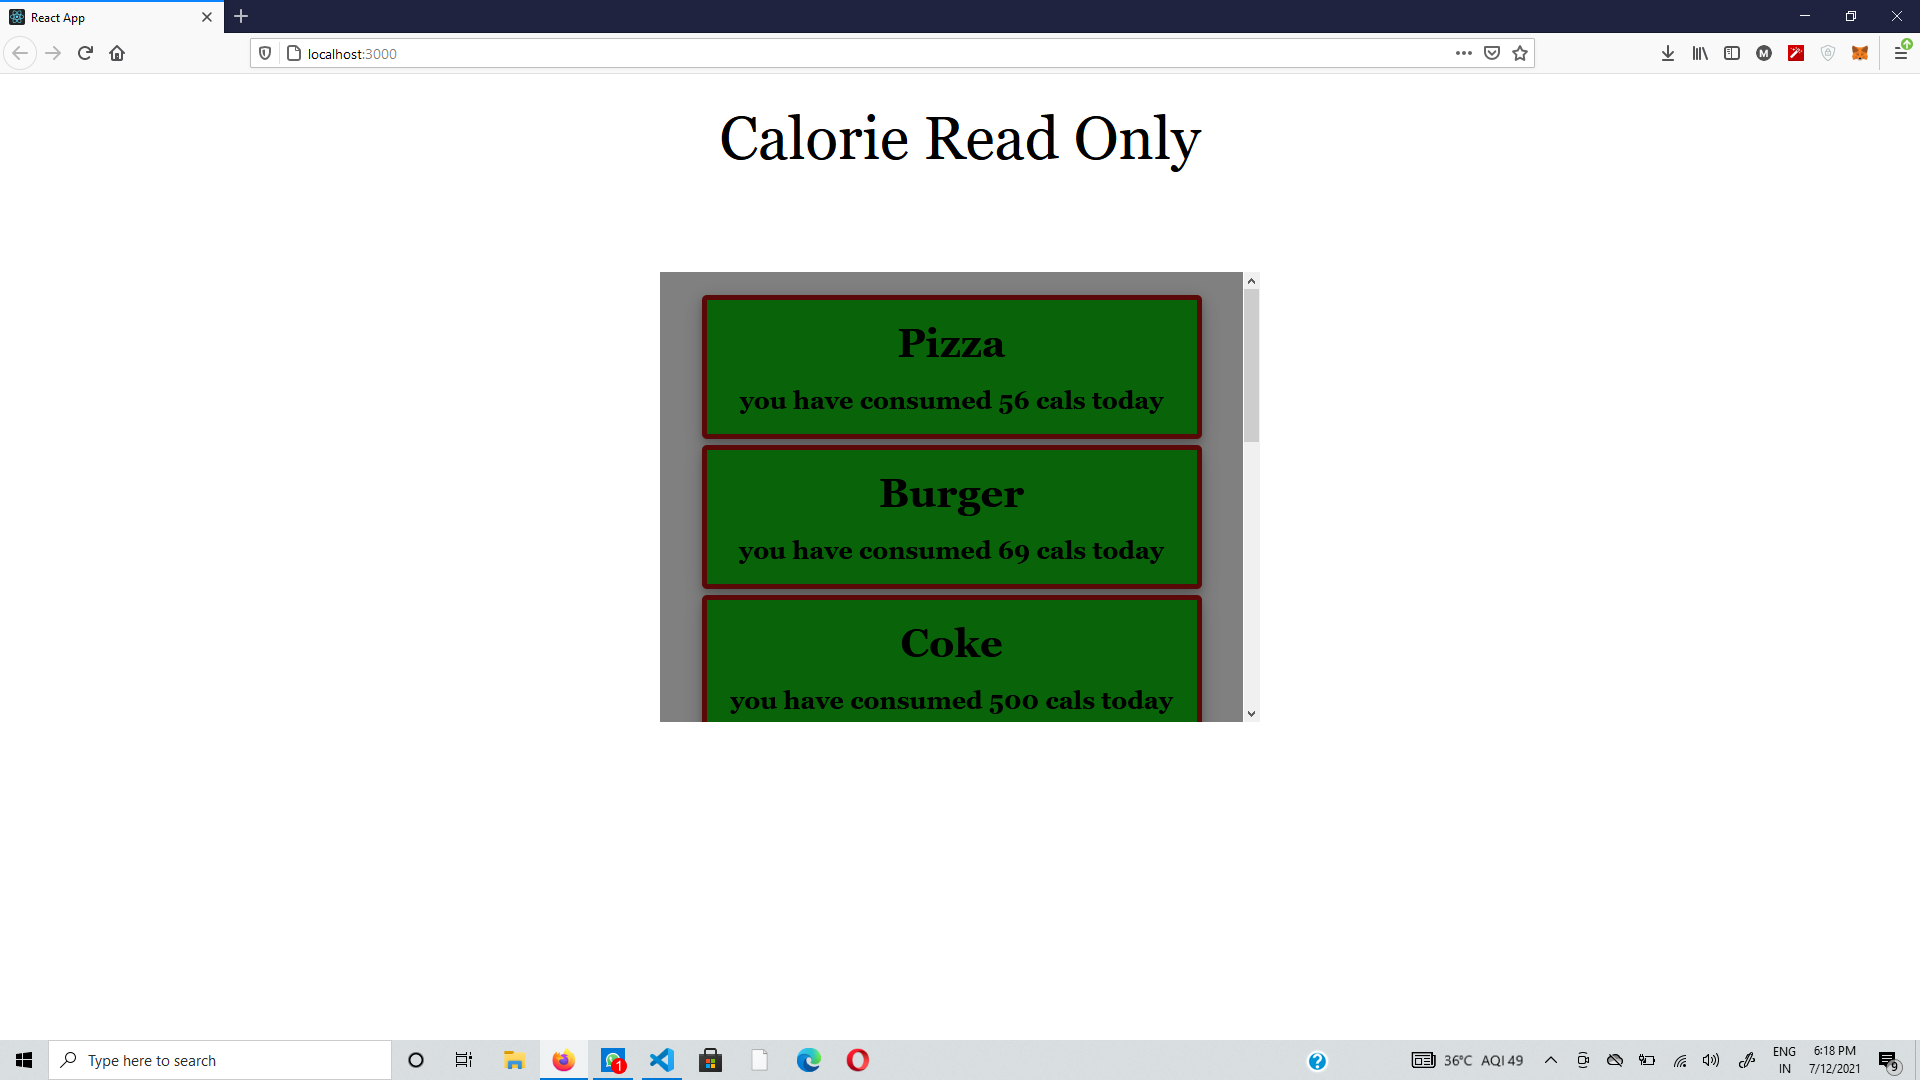 React App
localhost:3000
Calorie Read Only
Pizza
you have consumed 56 cals today
Burger
you have consumed 69 cals today
Coke
you have consumed 500 cals today
Type here to search
1
36°C AQI 49
ENG
IN
6:18 PM
7/12/2021
9